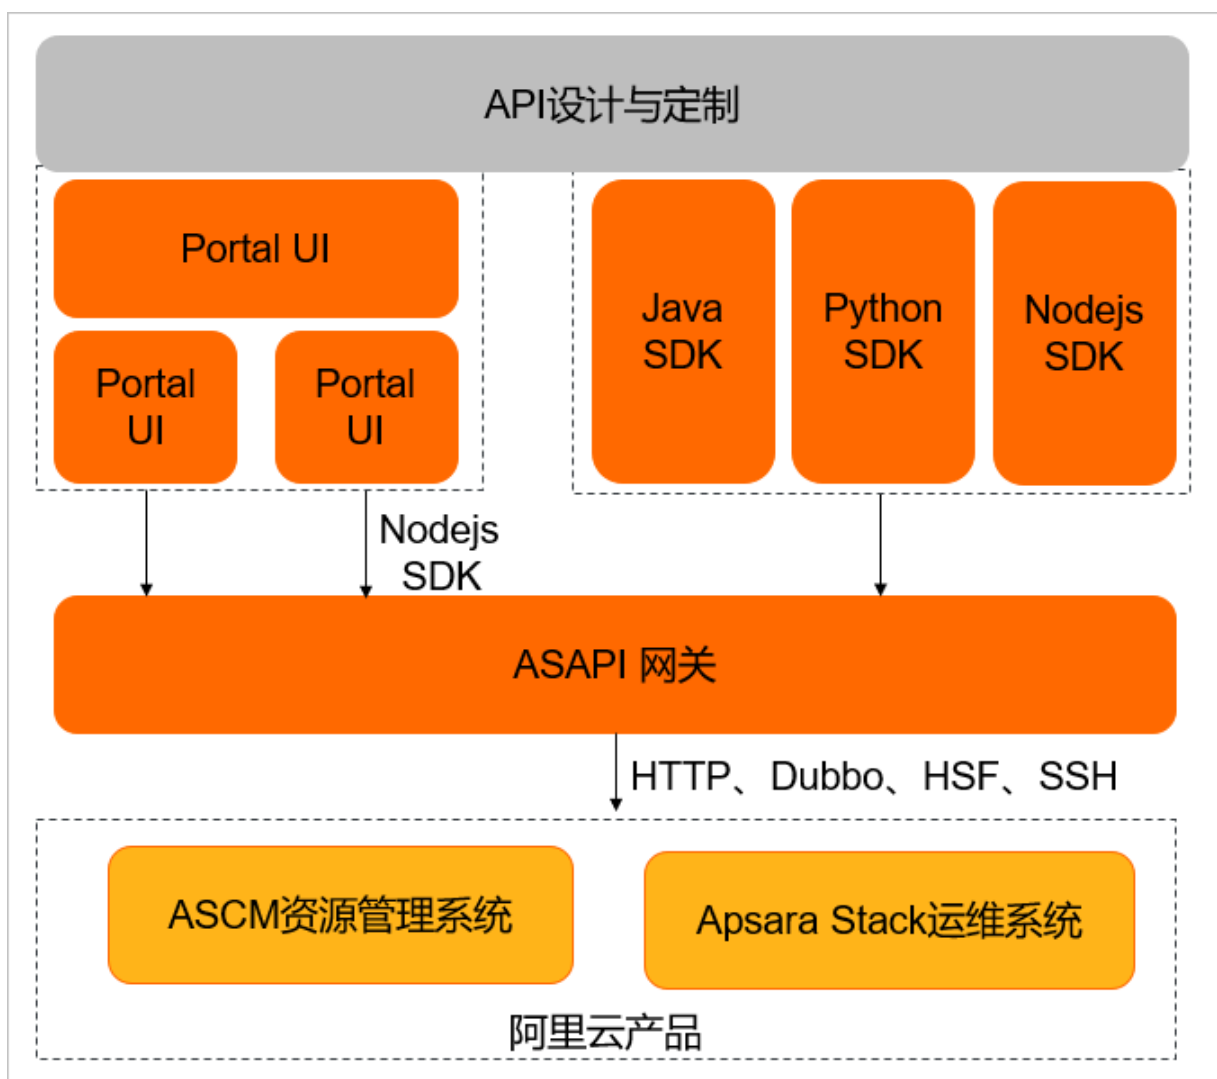 API设计与定制
Portal UI
Portal
UI
Portal
UI
Java
SDK
Python
SDK
Nodejs
SDK
Nodejs
SDK
ASAPI 网关
HTTP、Dubbo、HSF、SSH
ASCM资源管理系统
Apsara Stack运维系统
阿里云产品